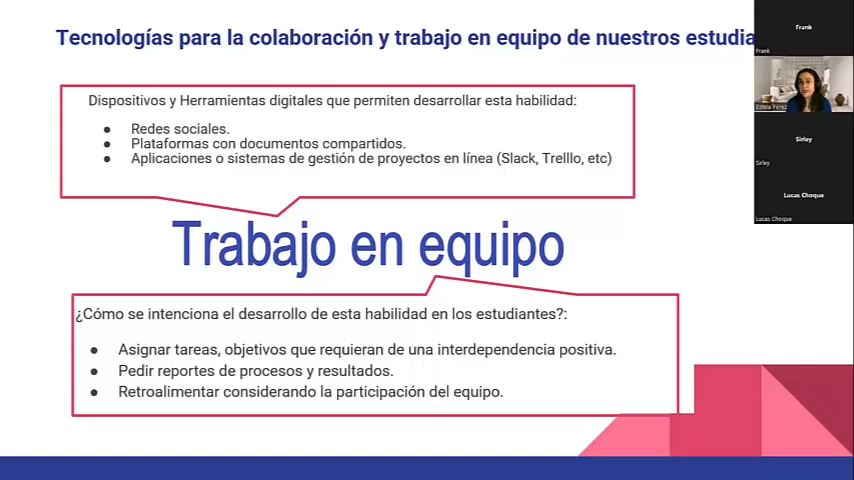 Tecnologías para la colaboración y trabajo en equipo de nuestros estudia
Dispositivos y Herramientas digitales que permiten desarrollar esta habilidad:
● Redes sociales.
● Plataformas con documentos compartidos.
● Aplicaciones o sistemas de gestión de proyectos en línea (Slack, Trelllo, etc)
Trabajo en equipo
¿Cómo se intenciona el desarrollo de esta habilidad en los estudiantes?:
● Asignar tareas, objetivos que requieran de una interdependencia positiva.
● Pedir reportes de procesos y resultados.
● Retroalimentar considerando la participación del equipo.
Frank
Frank
Estela Pérez
Sirley
Sirley
Lucas Choque
Lucas Choque